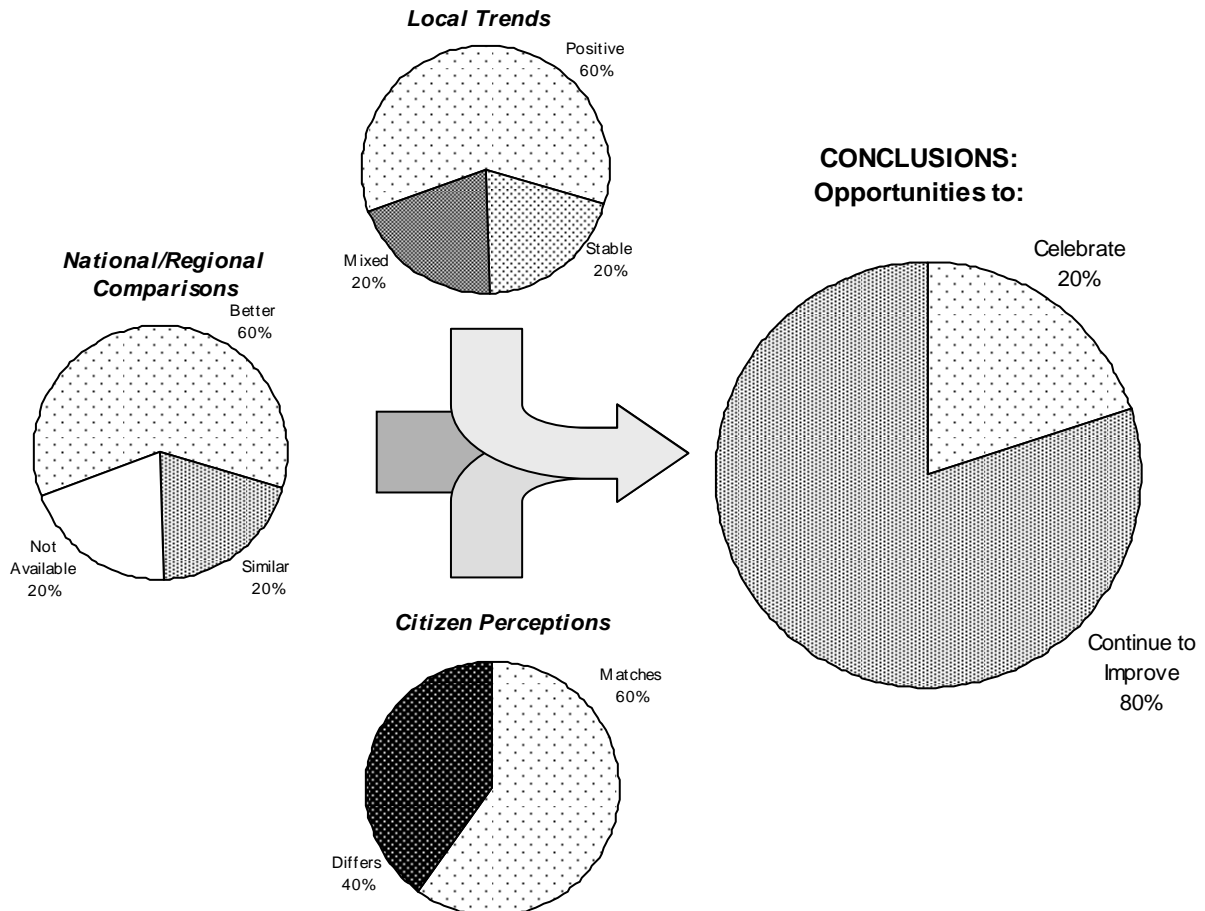 Local Trends
Positive
60%
Mixed
20%
Stable
20%
National/Regional
Comparisons
Better
60%
Not
Available
20%
Similar
20%
Citizen Perceptions
Matches
60%
Differs
40%
CONCLUSIONS:
Opportunities to:
Celebrate
20%
Continue to
Improve
80%